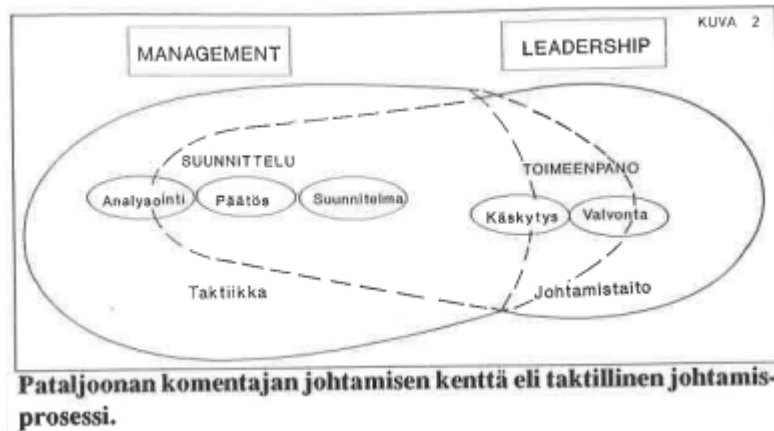 KUVA 2
MANAGEMENT
LEADERSHIP
SUUNNITTELU
TOIMEENPANO
Analysointi
Päätös
Suunnitelma
Käskytys
Valvonta
Taktiikka
Johtamistaito
Pataljoonan komentajan johtamisen kenttä eli taktillinen johtamis-
prosessi.